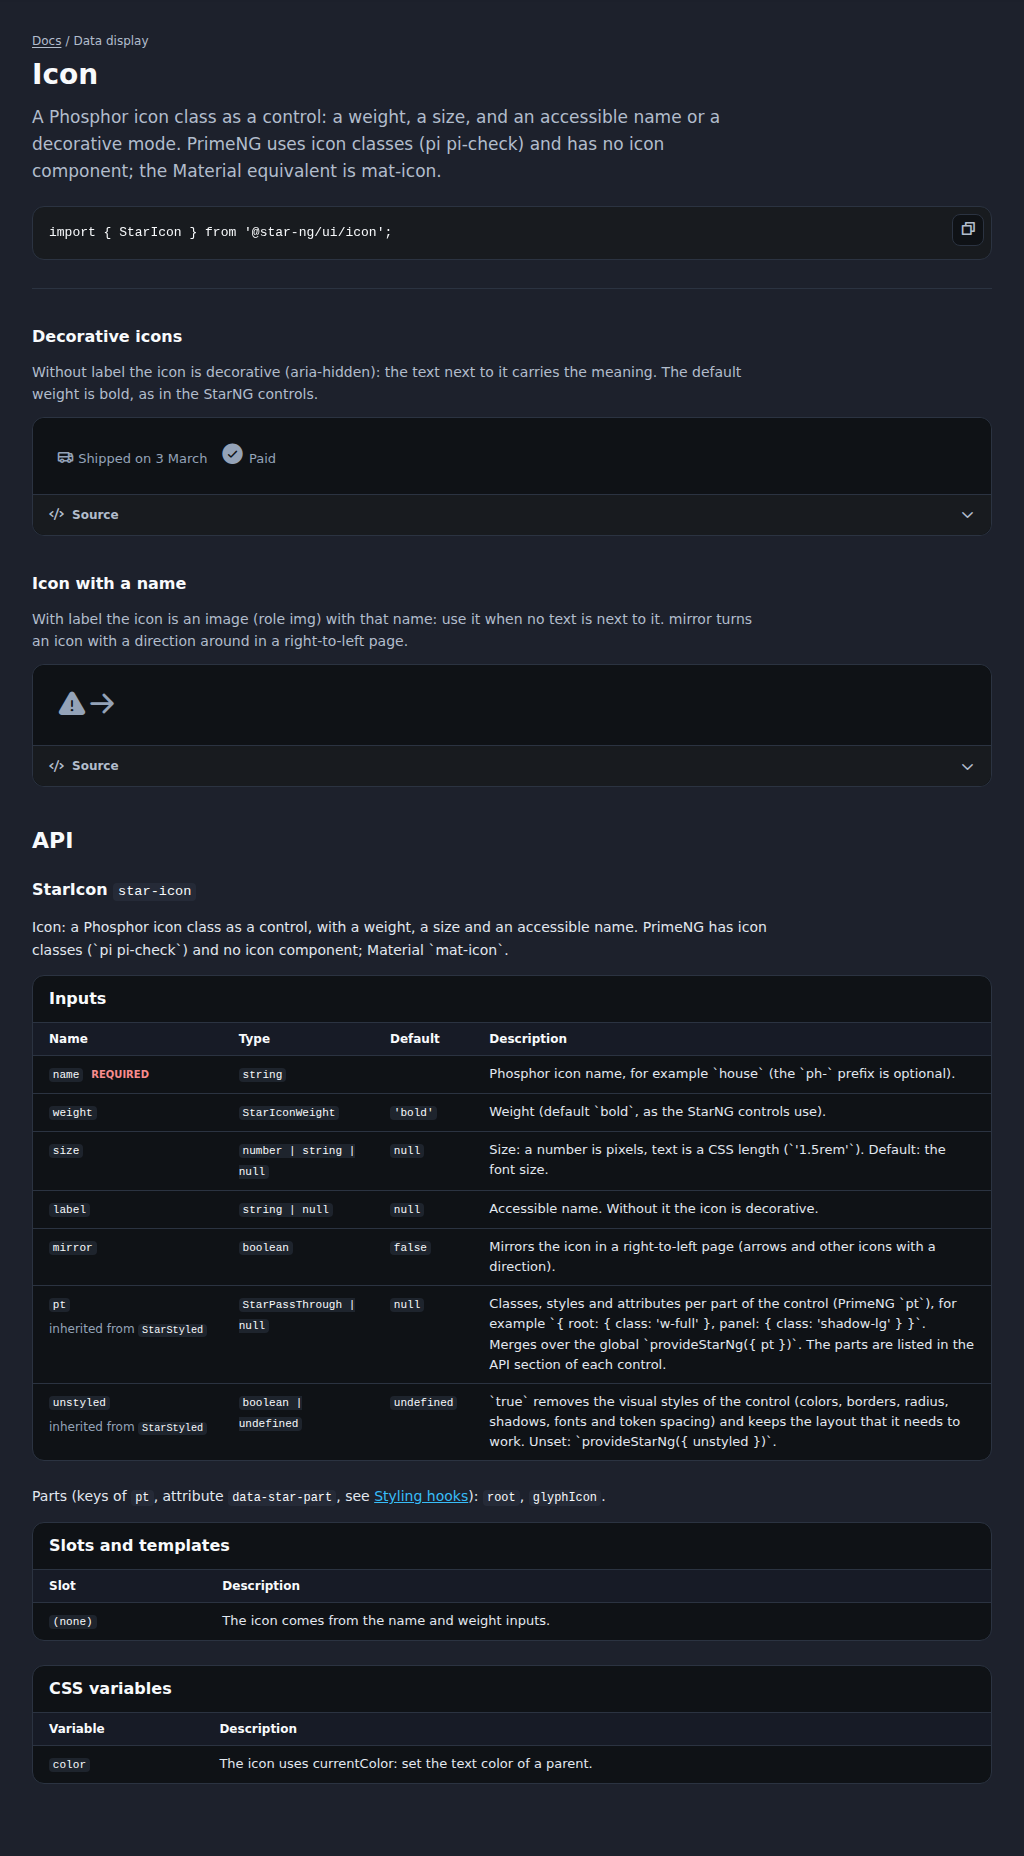 Docs / Data display
Icon
A Phosphor icon class as a control: a weight, a size, and an accessible name or a
decorative mode. PrimeNG uses icon classes (pi pi-check) and has no icon
component; the Material equivalent is mat-icon.
import { StarIcon } from '@star-ng/ui/icon';
Decorative icons
Without label the icon is decorative (aria-hidden): the text next to it carries the meaning. The default
weight is bold, as in the StarNG controls.
Shipped on 3 March Paid
Source
Icon with a name
With label the icon is an image (role img) with that name: use it when no text is next to it. mirror turns
an icon with a direction around in a right-to-left page.
Source
API
StarIcon star-icon
Icon: a Phosphor icon class as a control, with a weight, a size and an accessible name. PrimeNG has icon
classes (`pi pi-check`) and no icon component; Material `mat-icon`.
Inputs
Name Type Default Description
name REQUIRED string Phosphor icon name, for example `house` (the `ph-` prefix is optional).
weight StarIconWeight 'bold' Weight (default `bold`, as the StarNG controls use).
size number | string | null Size: a number is pixels, text is a CSS length (`'1.5rem'`). Default: the
null font size.
label string | null null Accessible name. Without it the icon is decorative.
mirror boolean false Mirrors the icon in a right-to-left page (arrows and other icons with a
direction).
pt StarPassThrough | null Classes, styles and attributes per part of the control (PrimeNG `pt`), for
inherited from StarStyled null example `{ root: { class: 'w-full' }, panel: { class: 'shadow-lg' } }`.
Merges over the global `provideStarNg({ pt })`. The parts are listed in the
API section of each control.
unstyled boolean | undefined `true` removes the visual styles of the control (colors, borders, radius,
inherited from StarStyled undefined shadows, fonts and token spacing) and keeps the layout that it needs to
work. Unset: `provideStarNg({ unstyled })`.
Parts (keys of pt, attribute data-star-part, see Styling hooks): root, glyphIcon.
Slots and templates
Slot Description
(none) The icon comes from the name and weight inputs.
CSS variables
Variable Description
color The icon uses currentColor: set the text color of a parent.